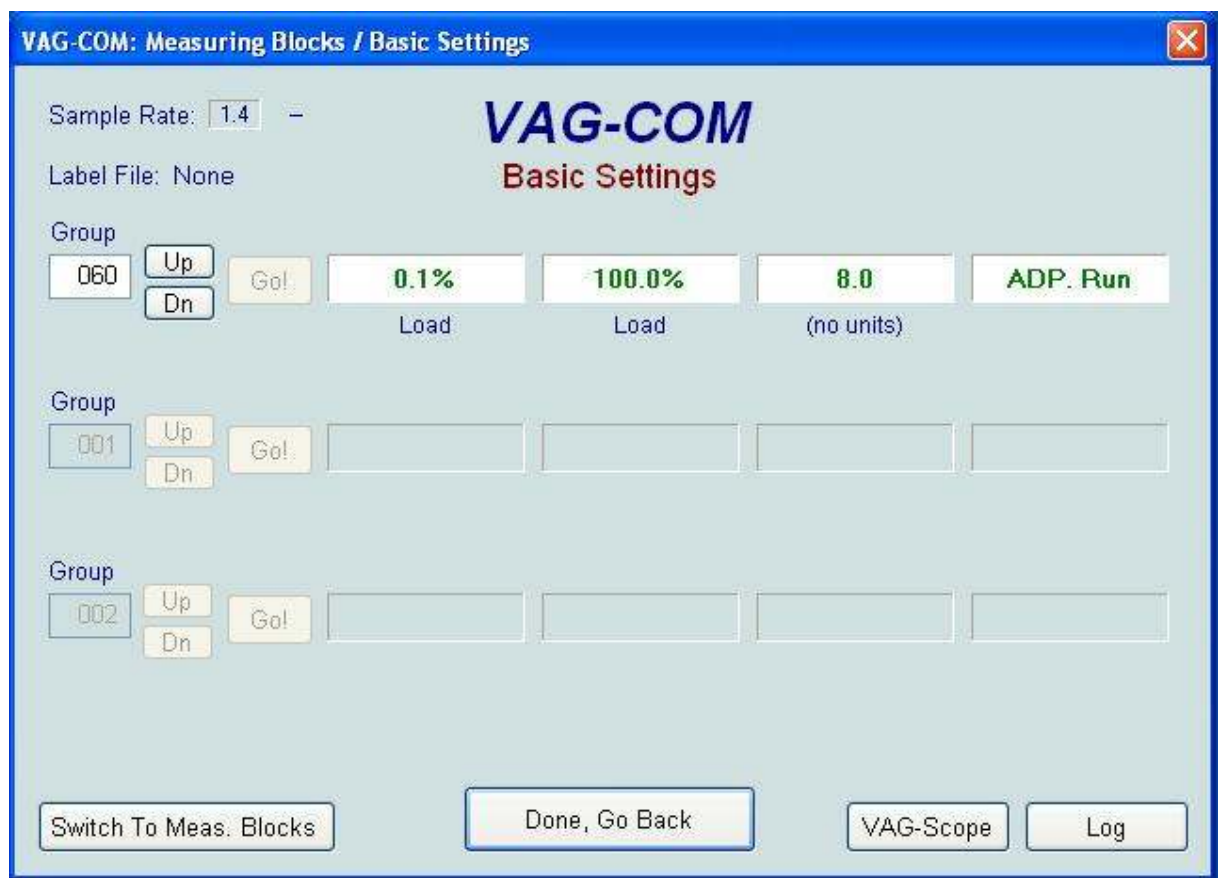 VAG-COM: Measuring Blocks / Basic Settings
Sample Rate: 1.4 –
VAG-COM
Label File: None
Basic Settings
Group
060 Up Dn Go! 0.1% 100.0% 8.0 ADP. Run
Load Load (no units)
Group
001 Up Dn Go!
Group
002 Up Dn Go!
Switch To Meas. Blocks Done, Go Back VAG-Scope Log